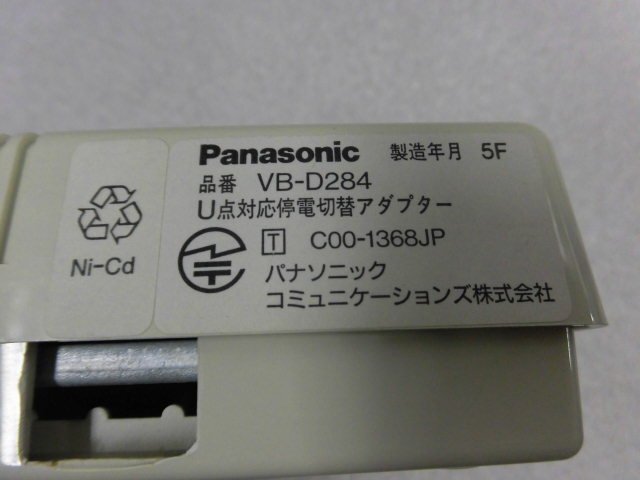 Panasonic 製造年月 5F
品番 VB-D284
U点対応停電切替アダプター
T C00-1368JP
パナソニック
コミュニケーションズ株式会社
Ni-Cd